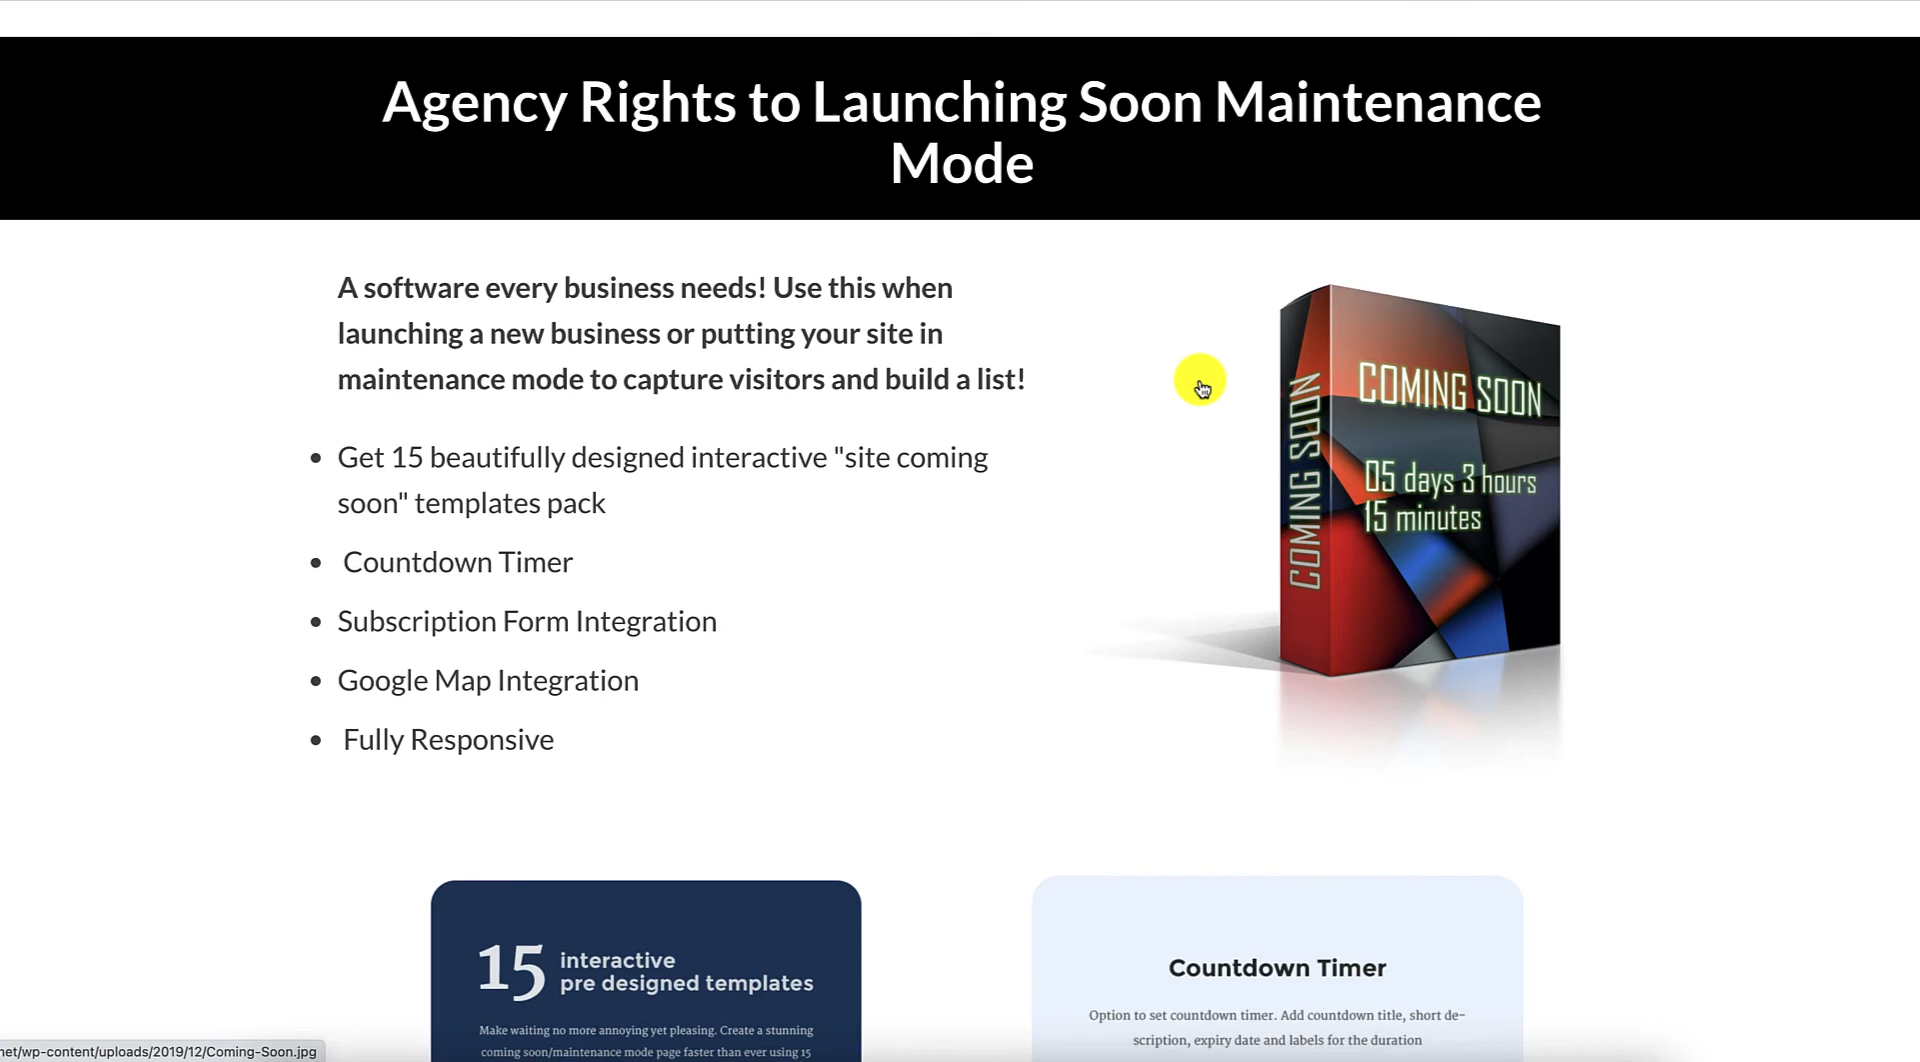 Agency Rights to Launching Soon Maintenance
Mode
A software every business needs! Use this when
launching a new business or putting your site in
maintenance mode to capture visitors and build a list!
• Get 15 beautifully designed interactive "site coming
soon" templates pack
• Countdown Timer
• Subscription Form Integration
• Google Map Integration
• Fully Responsive
COMING SOON
COMING SOON
05 days 3 hours
15 minutes
15 interactive
pre designed templates
Make waiting no more annoying yet pleasing. Create a stunning
coming soon/maintenance mode page faster than ever using 15
Countdown Timer
Option to set countdown timer. Add countdown title, short de-
scription, expiry date and labels for the duration
net/wp-content/uploads/2019/12/Coming-Soon.jpg